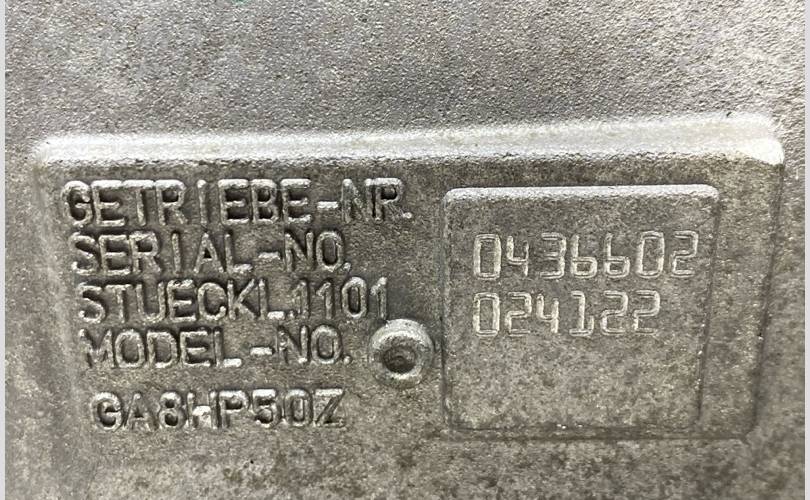 GETRIEBE-NR.
SERIAL-NO.
STUECKL.1101
MODEL-NO.
GA8HP50Z
0436602
024122